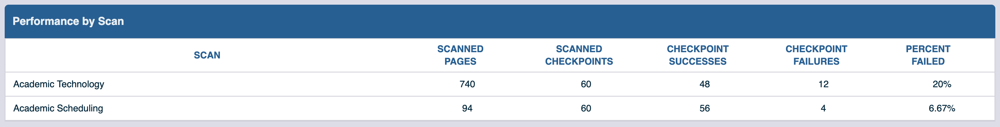 Performance by Scan
SCAN SCANNED PAGES SCANNED CHECKPOINTS CHECKPOINT SUCCESSES CHECKPOINT FAILURES PERCENT FAILED
Academic Technology 740 60 48 12 20%
Academic Scheduling 94 60 56 4 6.67%